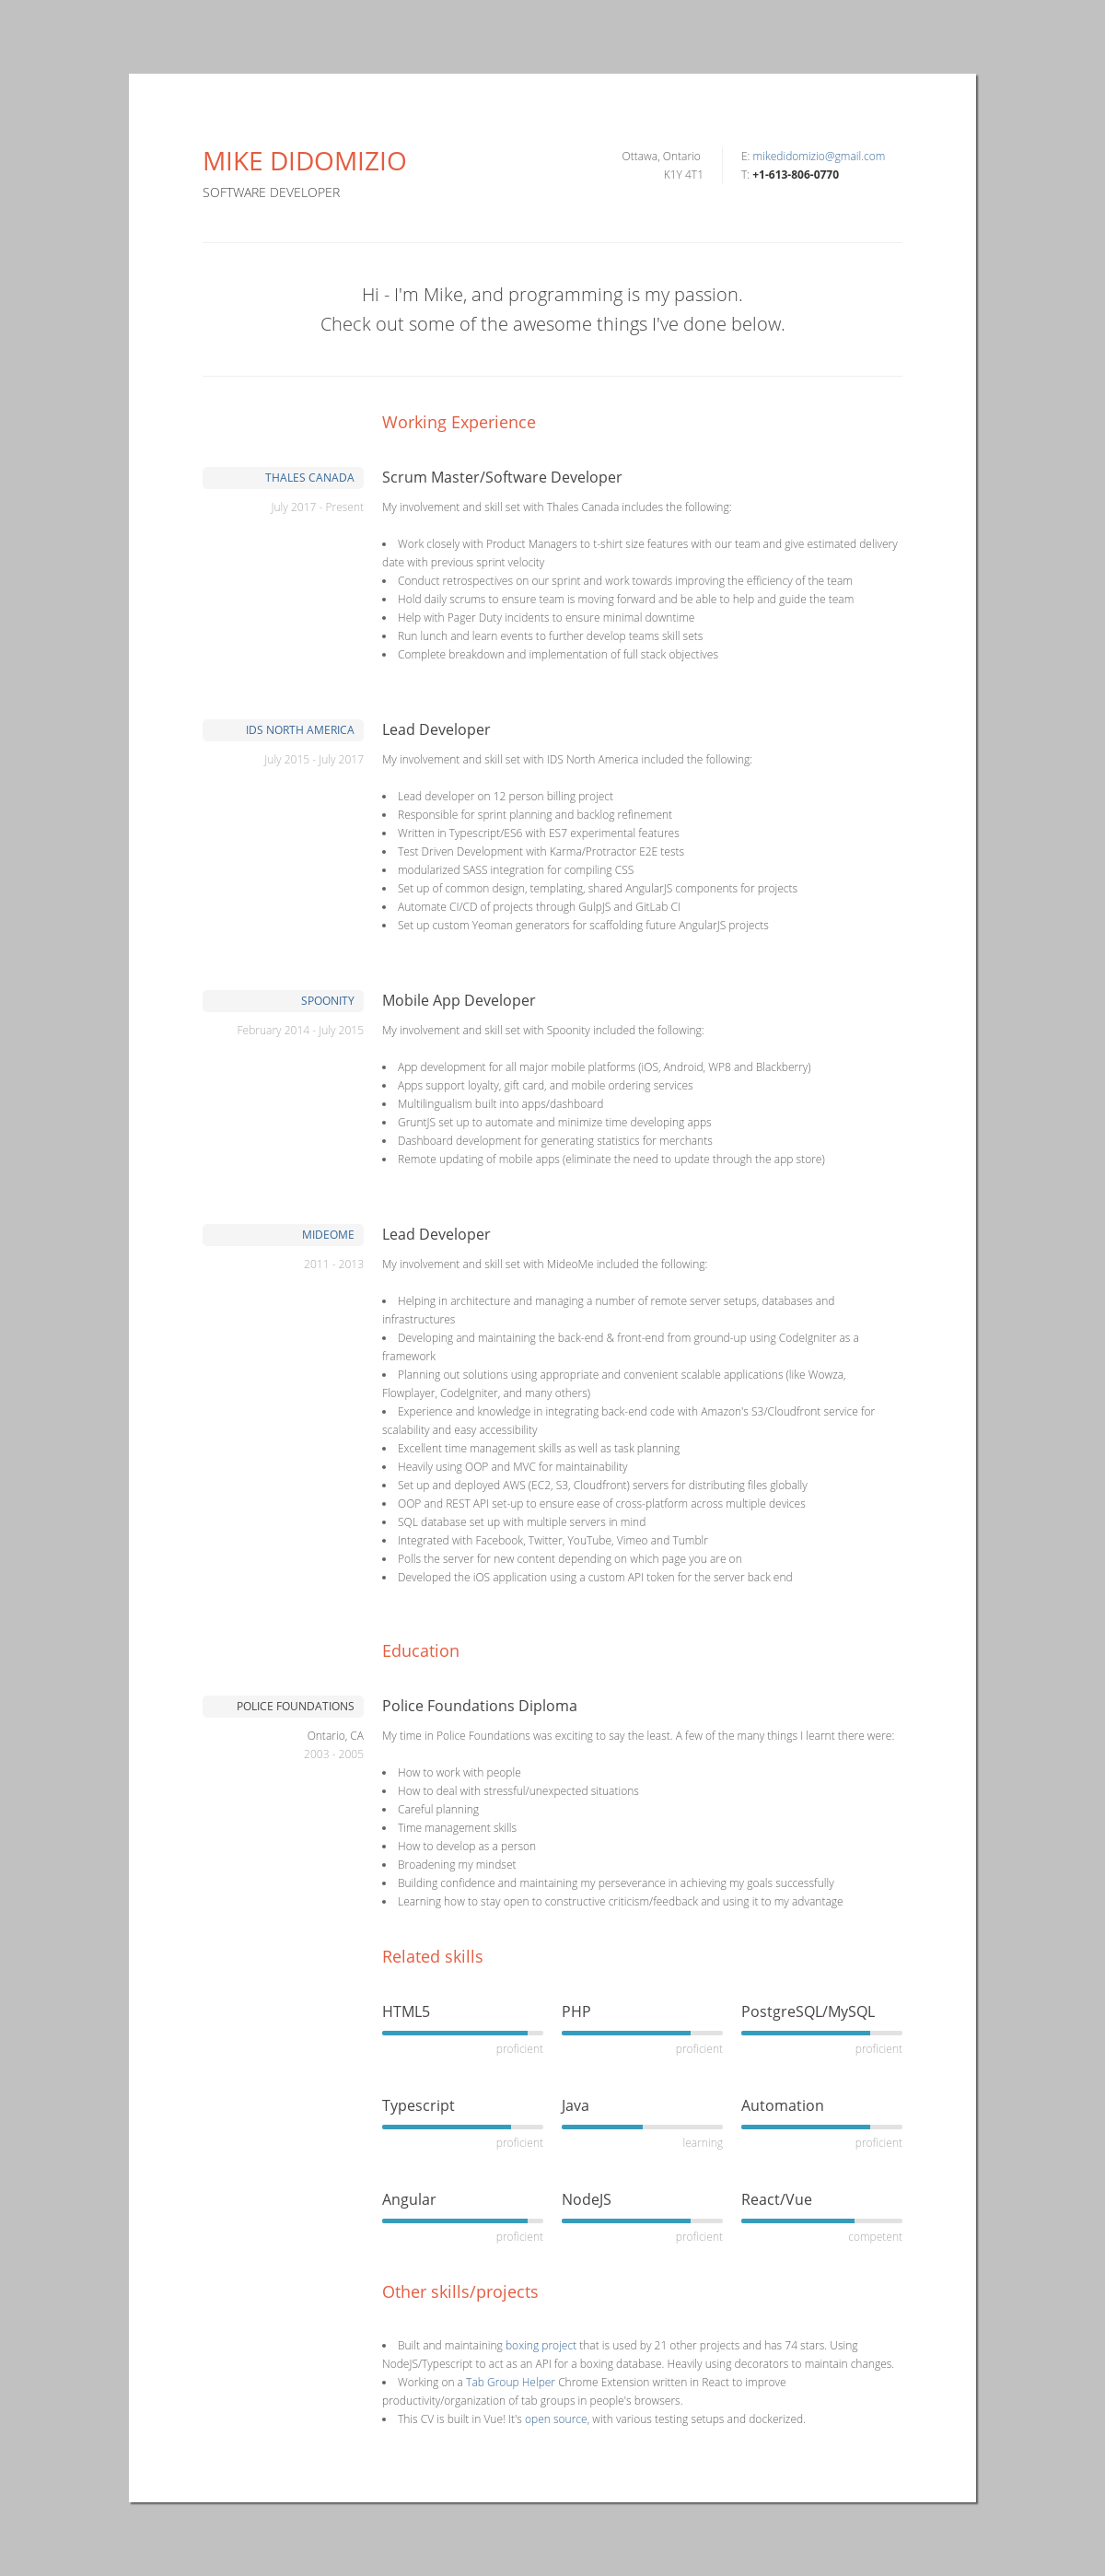 MIKE DIDOMIZIO
SOFTWARE DEVELOPER
Ottawa, Ontario
K1Y 4T1
E: mikedidomizio@gmail.com
T: +1-613-806-0770
Hi - I'm Mike, and programming is my passion.
Check out some of the awesome things I've done below.
Working Experience
THALES CANADA
July 2017 - Present
Scrum Master/Software Developer
My involvement and skill set with Thales Canada includes the following:
• Work closely with Product Managers to t-shirt size features with our team and give estimated delivery
date with previous sprint velocity
• Conduct retrospectives on our sprint and work towards improving the efficiency of the team
• Hold daily scrums to ensure team is moving forward and be able to help and guide the team
• Help with Pager Duty incidents to ensure minimal downtime
• Run lunch and learn events to further develop teams skill sets
• Complete breakdown and implementation of full stack objectives
IDS NORTH AMERICA
July 2015 - July 2017
Lead Developer
My involvement and skill set with IDS North America included the following:
• Lead developer on 12 person billing project
• Responsible for sprint planning and backlog refinement
• Written in Typescript/ES6 with ES7 experimental features
• Test Driven Development with Karma/Protractor E2E tests
• modularized SASS integration for compiling CSS
• Set up of common design, templating, shared AngularJS components for projects
• Automate CI/CD of projects through GulpJS and GitLab CI
• Set up custom Yeoman generators for scaffolding future AngularJS projects
SPOONITY
February 2014 - July 2015
Mobile App Developer
My involvement and skill set with Spoonity included the following:
• App development for all major mobile platforms (iOS, Android, WP8 and Blackberry)
• Apps support loyalty, gift card, and mobile ordering services
• Multilingualism built into apps/dashboard
• GruntJS set up to automate and minimize time developing apps
• Dashboard development for generating statistics for merchants
• Remote updating of mobile apps (eliminate the need to update through the app store)
MIDEOME
2011 - 2013
Lead Developer
My involvement and skill set with MideoMe included the following:
• Helping in architecture and managing a number of remote server setups, databases and
infrastructures
• Developing and maintaining the back-end & front-end from ground-up using CodeIgniter as a
framework
• Planning out solutions using appropriate and convenient scalable applications (like Wowza,
Flowplayer, CodeIgniter, and many others)
• Experience and knowledge in integrating back-end code with Amazon's S3/Cloudfront service for
scalability and easy accessibility
• Excellent time management skills as well as task planning
• Heavily using OOP and MVC for maintainability
• Set up and deployed AWS (EC2, S3, Cloudfront) servers for distributing files globally
• OOP and REST API set-up to ensure ease of cross-platform across multiple devices
• SQL database set up with multiple servers in mind
• Integrated with Facebook, Twitter, YouTube, Vimeo and Tumblr
• Polls the server for new content depending on which page you are on
• Developed the iOS application using a custom API token for the server back end
Education
POLICE FOUNDATIONS
Ontario, CA
2003 - 2005
Police Foundations Diploma
My time in Police Foundations was exciting to say the least. A few of the many things I learnt there were:
• How to work with people
• How to deal with stressful/unexpected situations
• Careful planning
• Time management skills
• How to develop as a person
• Broadening my mindset
• Building confidence and maintaining my perseverance in achieving my goals successfully
• Learning how to stay open to constructive criticism/feedback and using it to my advantage
Related skills
HTML5 PHP PostgreSQL/MySQL
proficient proficient proficient
Typescript Java Automation
proficient learning proficient
Angular NodeJS React/Vue
proficient proficient competent
Other skills/projects
• Built and maintaining boxing project that is used by 21 other projects and has 74 stars. Using
NodeJS/Typescript to act as an API for a boxing database. Heavily using decorators to maintain changes.
• Working on a Tab Group Helper Chrome Extension written in React to improve
productivity/organization of tab groups in people's browsers.
• This CV is built in Vue! It's open source, with various testing setups and dockerized.